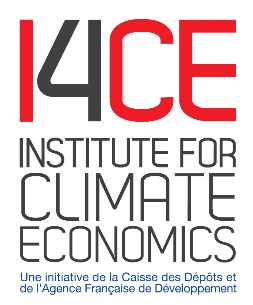 I4CE
INSTITUTE FOR
CLIMATE
ECONOMICS
Une initiative de la Caisse des Dépôts et
de l'Agence Française de Développement